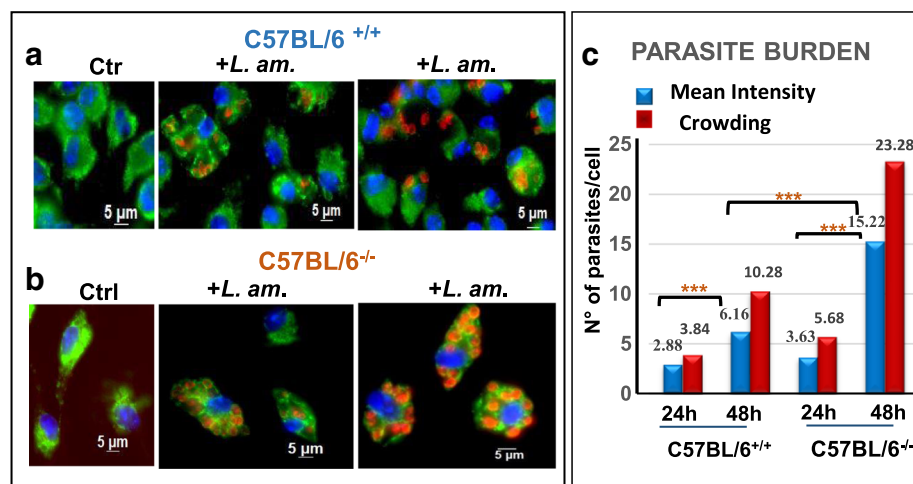 C57BL/6 +/+
a
Ctr
+L. am.
+L. am.
5 µm
5 µm
5 µm
C57BL/6-/-
b
Ctrl
+L. am.
+L. am.
5 µm
5 µm
5 µm
c PARASITE BURDEN
Mean Intensity
Crowding
N° of parasites/cell
25
20
15
10
5
0
2.88
3.84
6.16
10.28
3.63
5.68
15.22
23.28
***
***
***
24h 48h 24h 48h
C57BL/6+/+ C57BL/6-/-